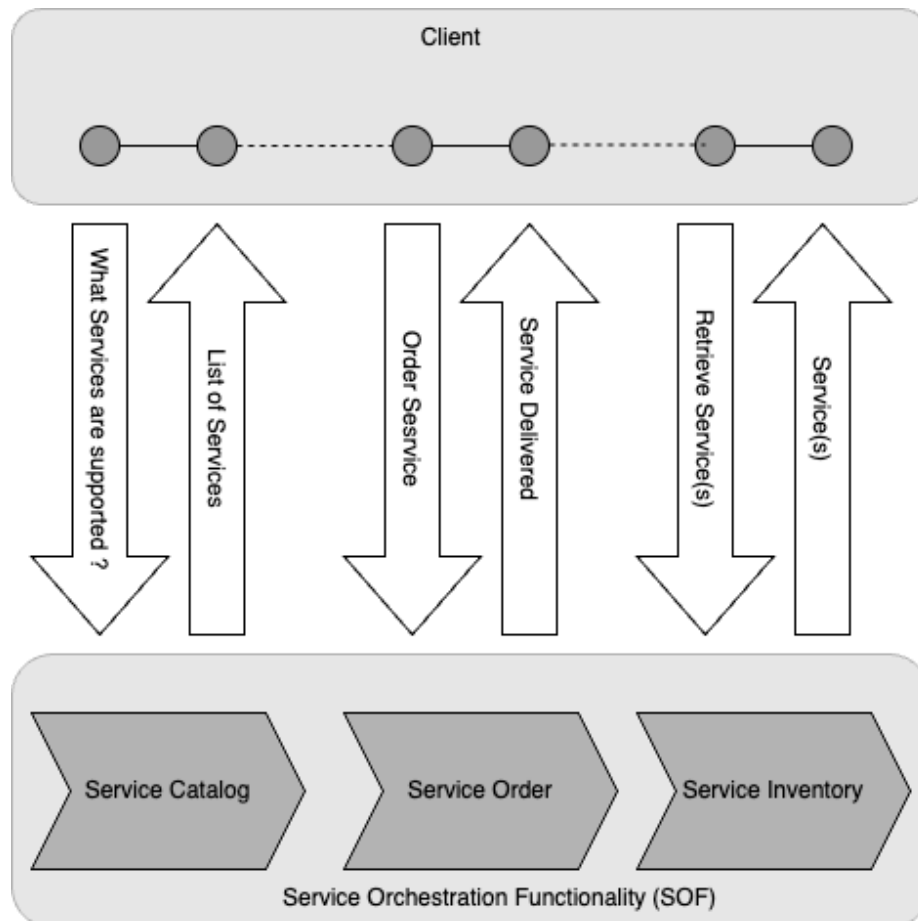 Client
What Services are supported ?
List of Services
Order Sesrvice
Service Delivered
Retrieve Service(s)
Service(s)
Service Catalog
Service Order
Service Inventory
Service Orchestration Functionality (SOF)